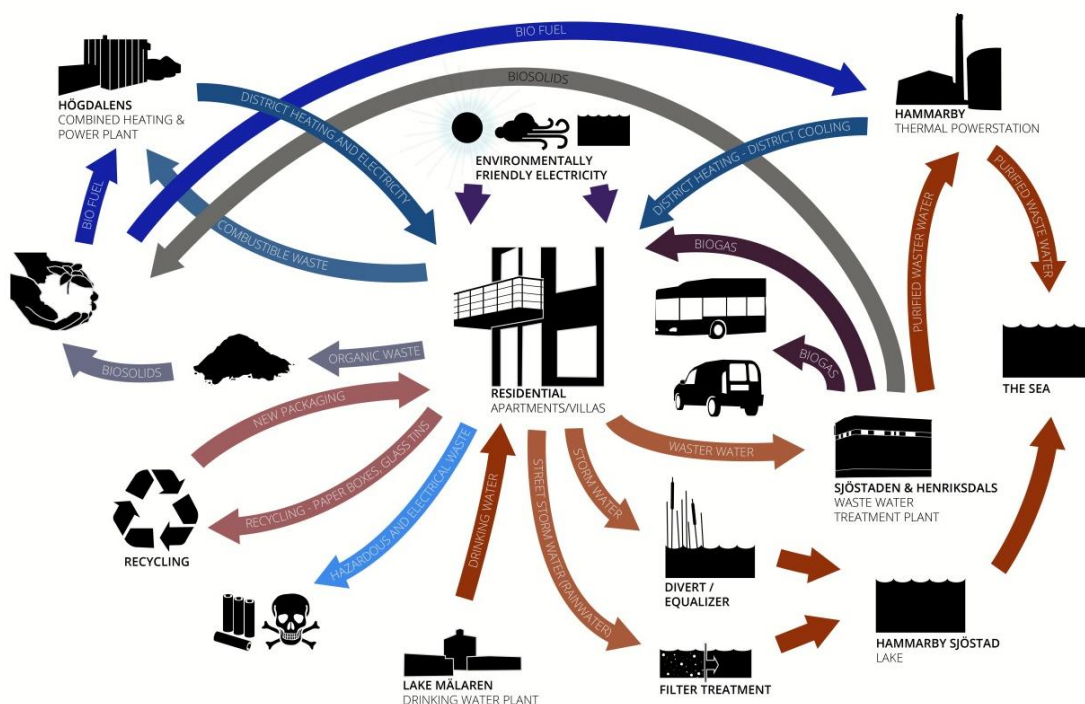 BIO FUEL
BIOSOLIDS
HÖGDALENS
COMBINED HEATING &
POWER PLANT
HAMMARBY
THERMAL POWERSTATION
DISTRICT HEATING AND ELECTRICITY
ENVIRONMENTALLY
FRIENDLY ELECTRICITY
DISTRICT HEATING - DISTRICT COOLING
BIO FUEL
COMBUSTIBLE WASTE
BIOGAS
PURIFIED WASTER WATER
PURIFIED WASTE WATER
BIOSOLIDS
ORGANIC WASTE
BIOGAS
RESIDENTIAL
APARTMENTS/VILLAS
THE SEA
NEW PACKAGING
RECYCLING - PAPER BOXES, GLASS TINS
HAZARDOUS AND ELECTRICAL WASTE
DRINKING WATER
STREET STORM WATER (RAINWATER)
STORM WATER
WASTER WATER
SJÖSTADEN & HENRIKSDALS
WASTE WATER
TREATMENT PLANT
RECYCLING
DIVERT /
EQUALIZER
HAMMARBY SJÖSTAD
LAKE
LAKE MÄLAREN
DRINKING WATER PLANT
FILTER TREATMENT